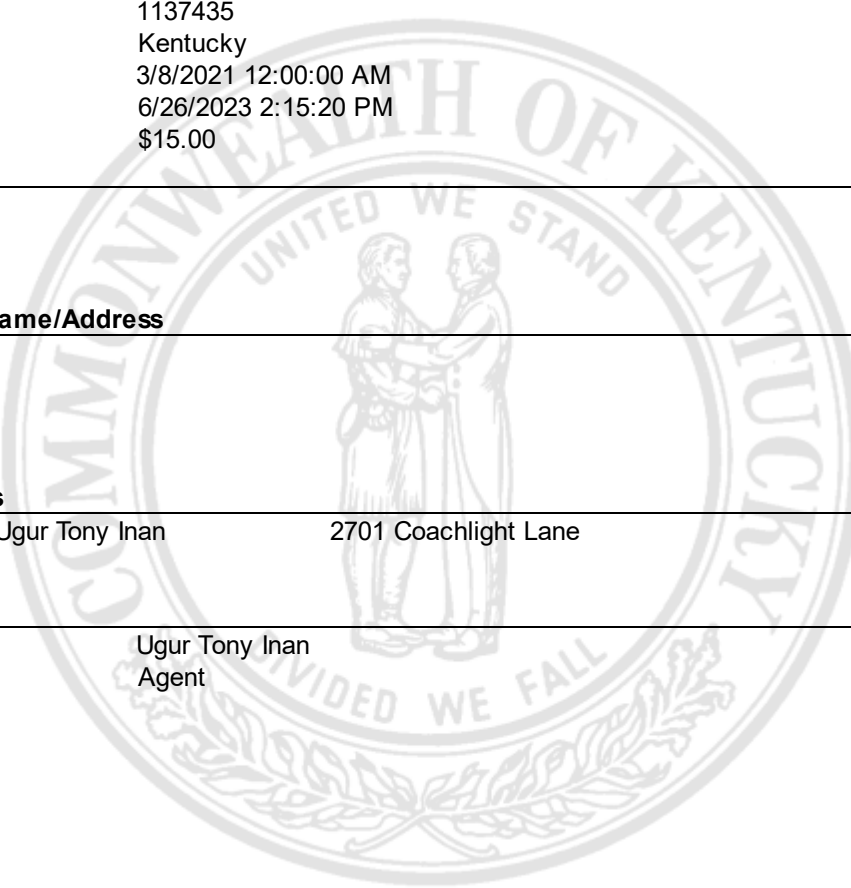 1137435
Kentucky
3/8/2021 12:00:00 AM
6/26/2023 2:15:20 PM
$15.00
ame/Address
s
Ugur Tony Inan 2701 Coachlight Lane
Ugur Tony Inan
Agent
COMMONWEALTH OF KENTUCKY
UNITED WE STAND
DIVIDED WE FALL